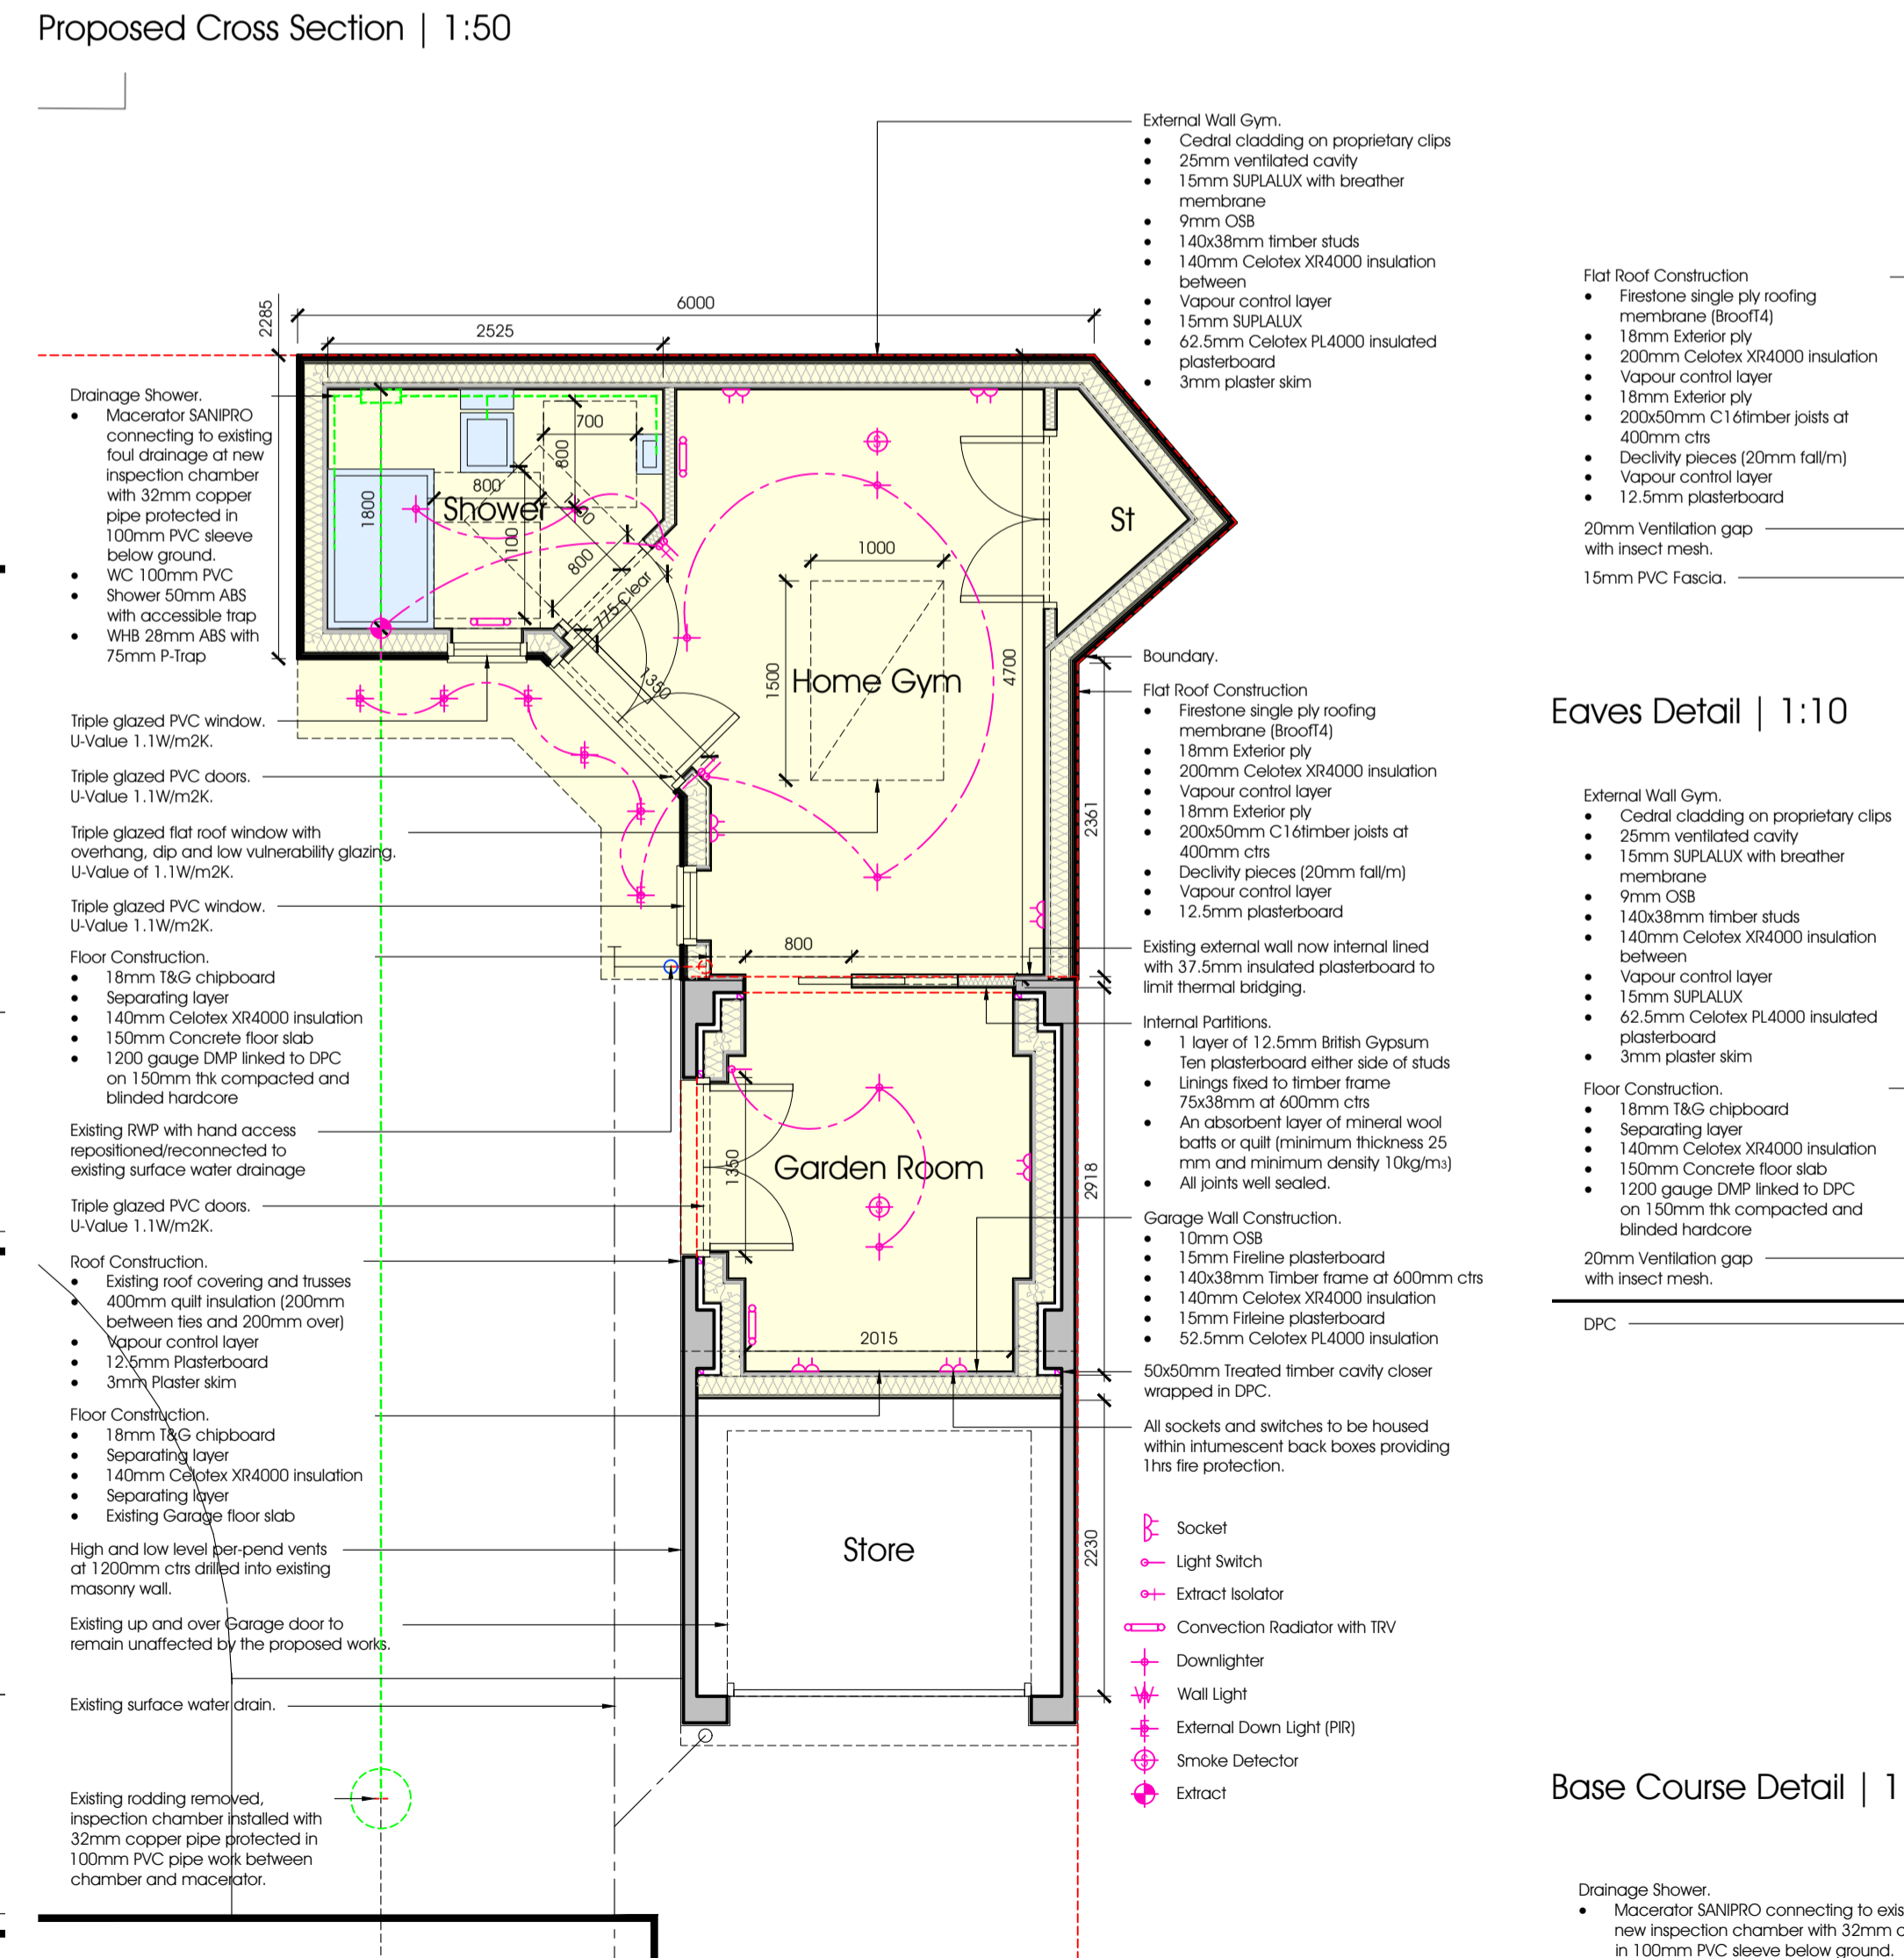 Proposed Cross Section | 1:50
External Wall Gym.
• Cedral cladding on proprietary clips
• 25mm ventilated cavity
• 15mm SUPLALUX with breather
membrane
• 9mm OSB
• 140x38mm timber studs
• 140mm Celotex XR4000 insulation
between
• Vapour control layer
• 15mm SUPLALUX
• 62.5mm Celotex PL4000 insulated
plasterboard
• 3mm plaster skim
6000
2285
2525
700
800
800
1800
Shower
1100
800
775 Clear
1350
St
1000
1500
4700
Home Gym
2361
800
1350
Garden Room
2918
2015
Store
2230
Drainage Shower.
• Macerator SANIPRO
connecting to existing
foul drainage at new
inspection chamber
with 32mm copper
pipe protected in
100mm PVC sleeve
below ground.
• WC 100mm PVC
• Shower 50mm ABS
with accessible trap
• WHB 28mm ABS with
75mm P-Trap
Triple glazed PVC window.
U-Value 1.1W/m2K.
Triple glazed PVC doors.
U-Value 1.1W/m2K.
Triple glazed flat roof window with
overhang, dip and low vulnerability glazing.
U-Value of 1.1W/m2K.
Triple glazed PVC window.
U-Value 1.1W/m2K.
Floor Construction.
• 18mm T&G chipboard
• Separating layer
• 140mm Celotex XR4000 insulation
• 150mm Concrete floor slab
• 1200 gauge DMP linked to DPC
on 150mm thk compacted and
blinded hardcore
Existing RWP with hand access
repositioned/reconnected to
existing surface water drainage
Triple glazed PVC doors.
U-Value 1.1W/m2K.
Roof Construction.
• Existing roof covering and trusses
• 400mm quilt insulation (200mm
between ties and 200mm over)
• Vapour control layer
• 12.5mm Plasterboard
• 3mm Plaster skim
Floor Construction.
• 18mm T&G chipboard
• Separating layer
• 140mm Celotex XR4000 insulation
• Separating layer
• Existing Garage floor slab
High and low level per-pend vents
at 1200mm ctrs drilled into existing
masonry wall.
Existing up and over Garage door to
remain unaffected by the proposed works.
Existing surface water drain.
Existing rodding removed,
inspection chamber installed with
32mm copper pipe protected in
100mm PVC pipe work between
chamber and macerator.
Boundary.
Flat Roof Construction
• Firestone single ply roofing
membrane (BroofT4)
• 18mm Exterior ply
• 200mm Celotex XR4000 insulation
• Vapour control layer
• 18mm Exterior ply
• 200x50mm C16timber joists at
400mm ctrs
• Declivity pieces (20mm fall/m)
• Vapour control layer
• 12.5mm plasterboard
Existing external wall now internal lined
with 37.5mm insulated plasterboard to
limit thermal bridging.
Internal Partitions.
• 1 layer of 12.5mm British Gypsum
Ten plasterboard either side of studs
• Linings fixed to timber frame
75x38mm at 600mm ctrs
• An absorbent layer of mineral wool
batts or quilt (minimum thickness 25
mm and minimum density 10kg/m3)
• All joints well sealed.
Garage Wall Construction.
• 10mm OSB
• 15mm Fireline plasterboard
• 140x38mm Timber frame at 600mm ctrs
• 140mm Celotex XR4000 insulation
• 15mm Firleine plasterboard
• 52.5mm Celotex PL4000 insulation
50x50mm Treated timber cavity closer
wrapped in DPC.
All sockets and switches to be housed
within intumescent back boxes providing
1hrs fire protection.
Socket
Light Switch
Extract Isolator
Convection Radiator with TRV
Downlighter
Wall Light
External Down Light (PIR)
Smoke Detector
Extract
Flat Roof Construction
• Firestone single ply roofing
membrane (BroofT4)
• 18mm Exterior ply
• 200mm Celotex XR4000 insulation
• Vapour control layer
• 18mm Exterior ply
• 200x50mm C16timber joists at
400mm ctrs
• Declivity pieces (20mm fall/m)
• Vapour control layer
• 12.5mm plasterboard
20mm Ventilation gap
with insect mesh.
15mm PVC Fascia.
Eaves Detail | 1:10
External Wall Gym.
• Cedral cladding on proprietary clips
• 25mm ventilated cavity
• 15mm SUPLALUX with breather
membrane
• 9mm OSB
• 140x38mm timber studs
• 140mm Celotex XR4000 insulation
between
• Vapour control layer
• 15mm SUPLALUX
• 62.5mm Celotex PL4000 insulated
plasterboard
• 3mm plaster skim
Floor Construction.
• 18mm T&G chipboard
• Separating layer
• 140mm Celotex XR4000 insulation
• 150mm Concrete floor slab
• 1200 gauge DMP linked to DPC
on 150mm thk compacted and
blinded hardcore
20mm Ventilation gap
with insect mesh.
DPC
Base Course Detail | 1
Drainage Shower.
• Macerator SANIPRO connecting to exis
new inspection chamber with 32mm c
in 100mm PVC sleeve below ground.